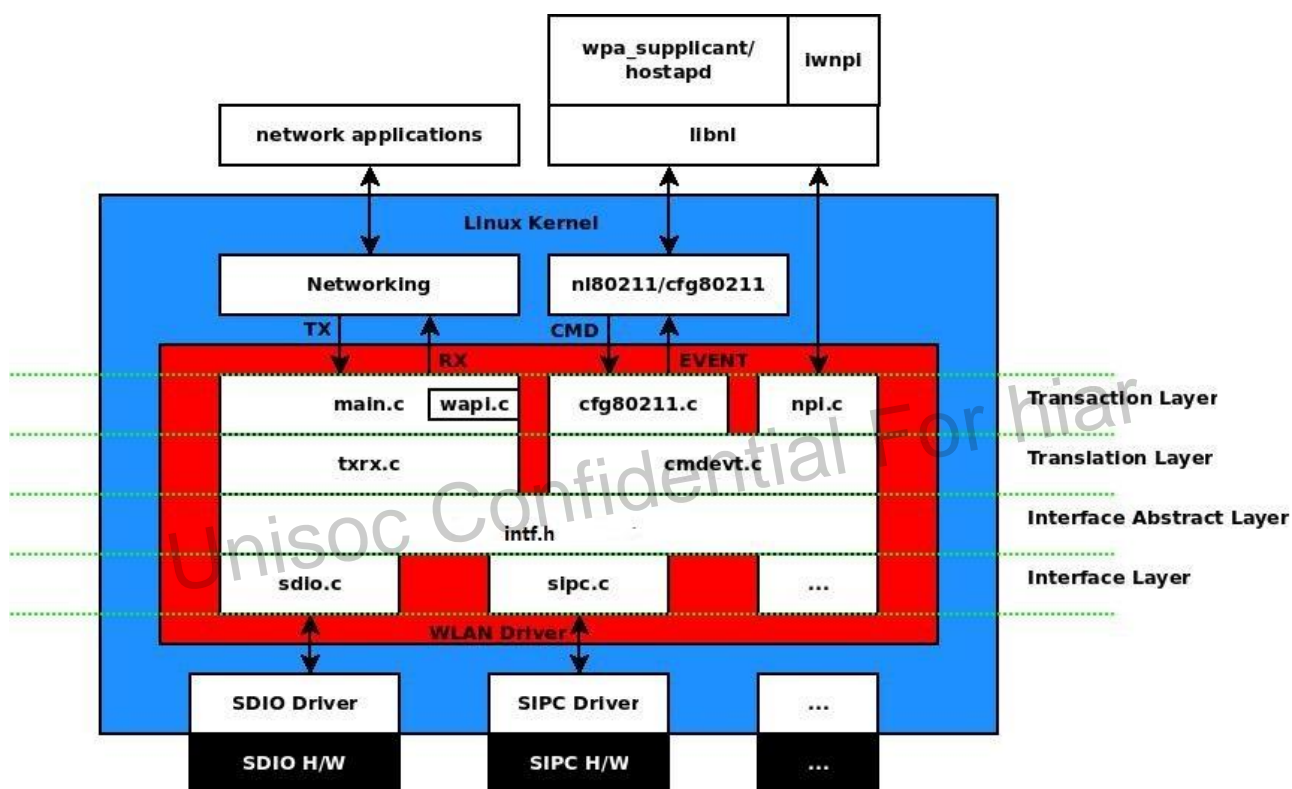 wpa_supplicant/
hostapd
iwnpi
network applications
libnl
Linux Kernel
Networking
nl80211/cfg80211
TX
CMD
RX
EVENT
main.c
wapi.c
cfg80211.c
npi.c
Transaction Layer
txrx.c
cmdevt.c
Translation Layer
intf.h
Interface Abstract Layer
sdio.c
sipc.c
...
Interface Layer
WLAN Driver
SDIO Driver
SIPC Driver
...
SDIO H/W
SIPC H/W
...
Unisoc Confidential For hiar